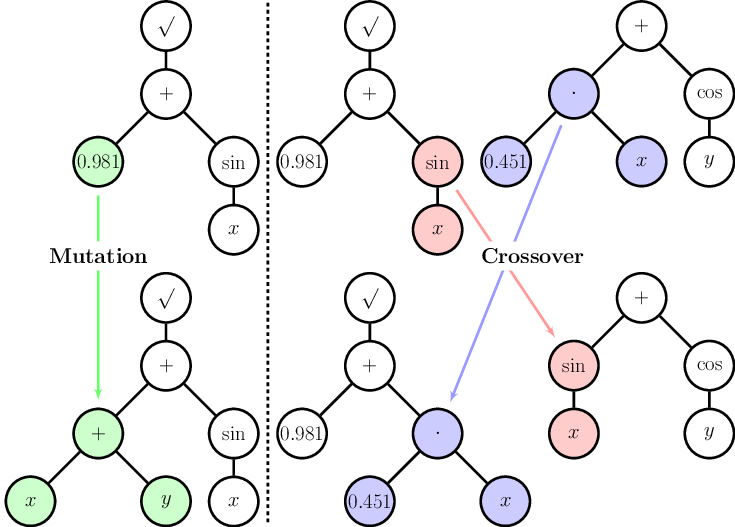 √ √ +
+ + · cos
0.981 sin 0.981 sin 0.451 x y
x x
Mutation Crossover
√ √ +
+ + sin cos
+ sin 0.981 · x y
x y x 0.451 x